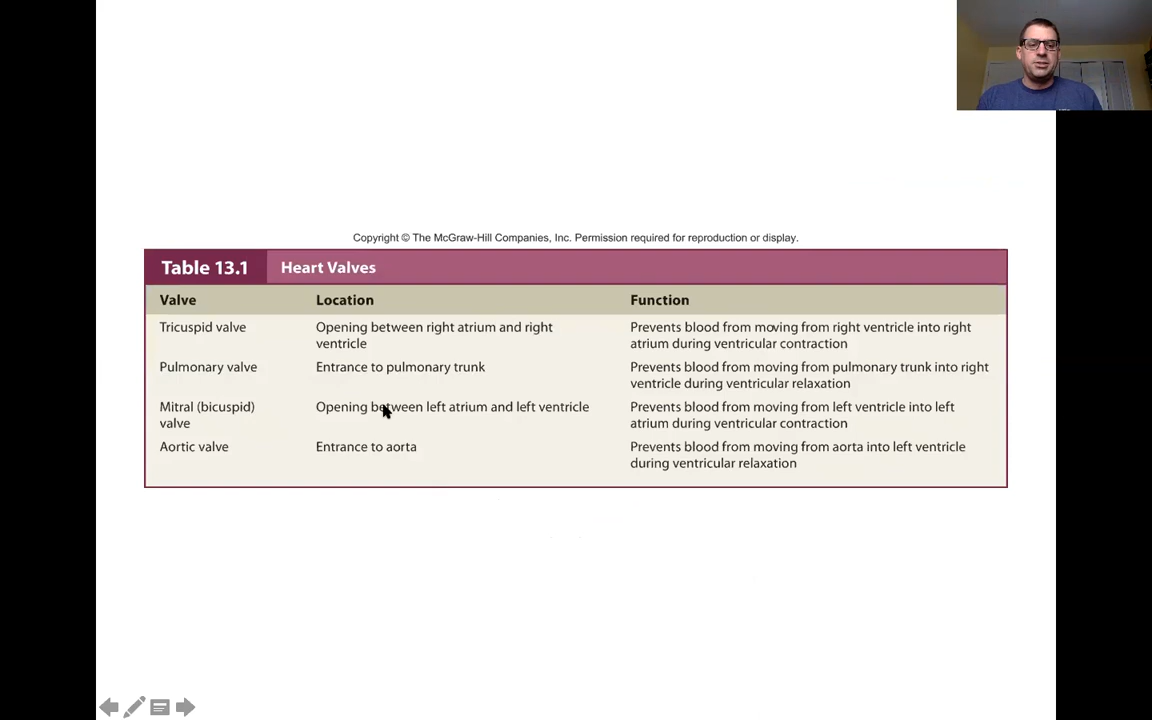 Copyright © The McGraw-Hill Companies, Inc. Permission required for reproduction or display.
Table 13.1 Heart Valves
Valve Location Function
Tricuspid valve Opening between right atrium and right ventricle Prevents blood from moving from right ventricle into right atrium during ventricular contraction
Pulmonary valve Entrance to pulmonary trunk Prevents blood from moving from pulmonary trunk into right ventricle during ventricular relaxation
Mitral (bicuspid) valve Opening between left atrium and left ventricle Prevents blood from moving from left ventricle into left atrium during ventricular contraction
Aortic valve Entrance to aorta Prevents blood from moving from aorta into left ventricle during ventricular relaxation